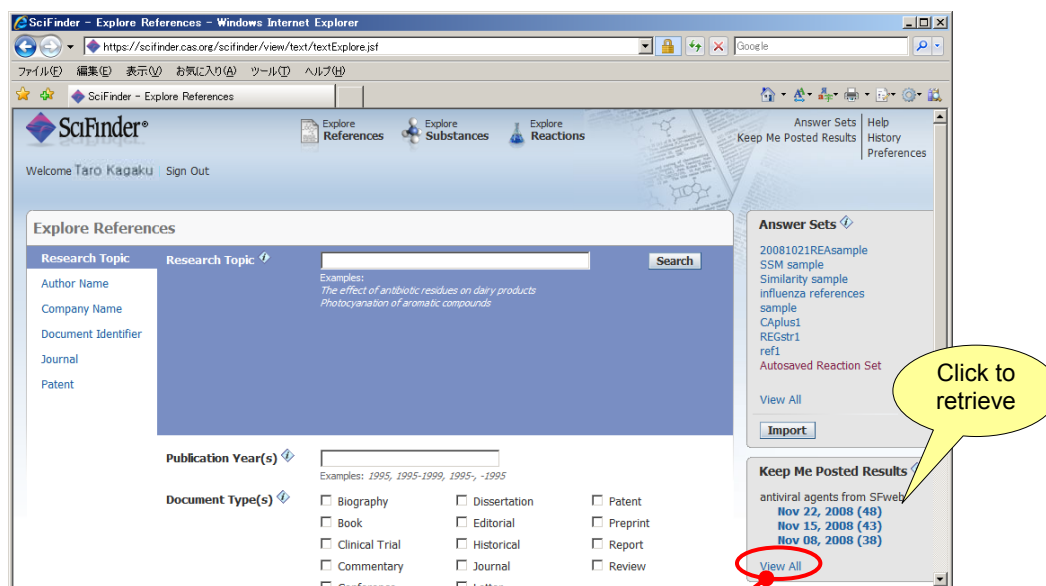 SciFinder - Explore References - Windows Internet Explorer
https://scifinder.cas.org/scifinder/view/text/textExplore.jsf
Google
ファイル(F) 編集(E) 表示(V) お気に入り(A) ツール(T) ヘルプ(H)
SciFinder - Explore References
SciFinder®
Explore References
Explore Substances
Explore Reactions
Answer Sets
Keep Me Posted Results
Help
History
Preferences
Welcome Taro Kagaku
Sign Out
Explore References
Research Topic
Author Name
Company Name
Document Identifier
Journal
Patent
Research Topic
Search
Examples:
The effect of antibiotic residues on dairy products
Photocyanation of aromatic compounds
Publication Year(s)
Examples: 1995, 1995-1999, 1995-, -1995
Document Type(s)
Biography
Dissertation
Patent
Book
Editorial
Preprint
Clinical Trial
Historical
Report
Commentary
Journal
Review
Conference
Letter
Answer Sets
20081021REAsample
SSM sample
Similarity sample
influenza references
sample
CAplus1
REGstr1
ref1
Autosaved Reaction Set
View All
Import
Click to
retrieve
Keep Me Posted Results
antiviral agents from SFweb
Nov 22, 2008 (48)
Nov 15, 2008 (43)
Nov 08, 2008 (38)
View All